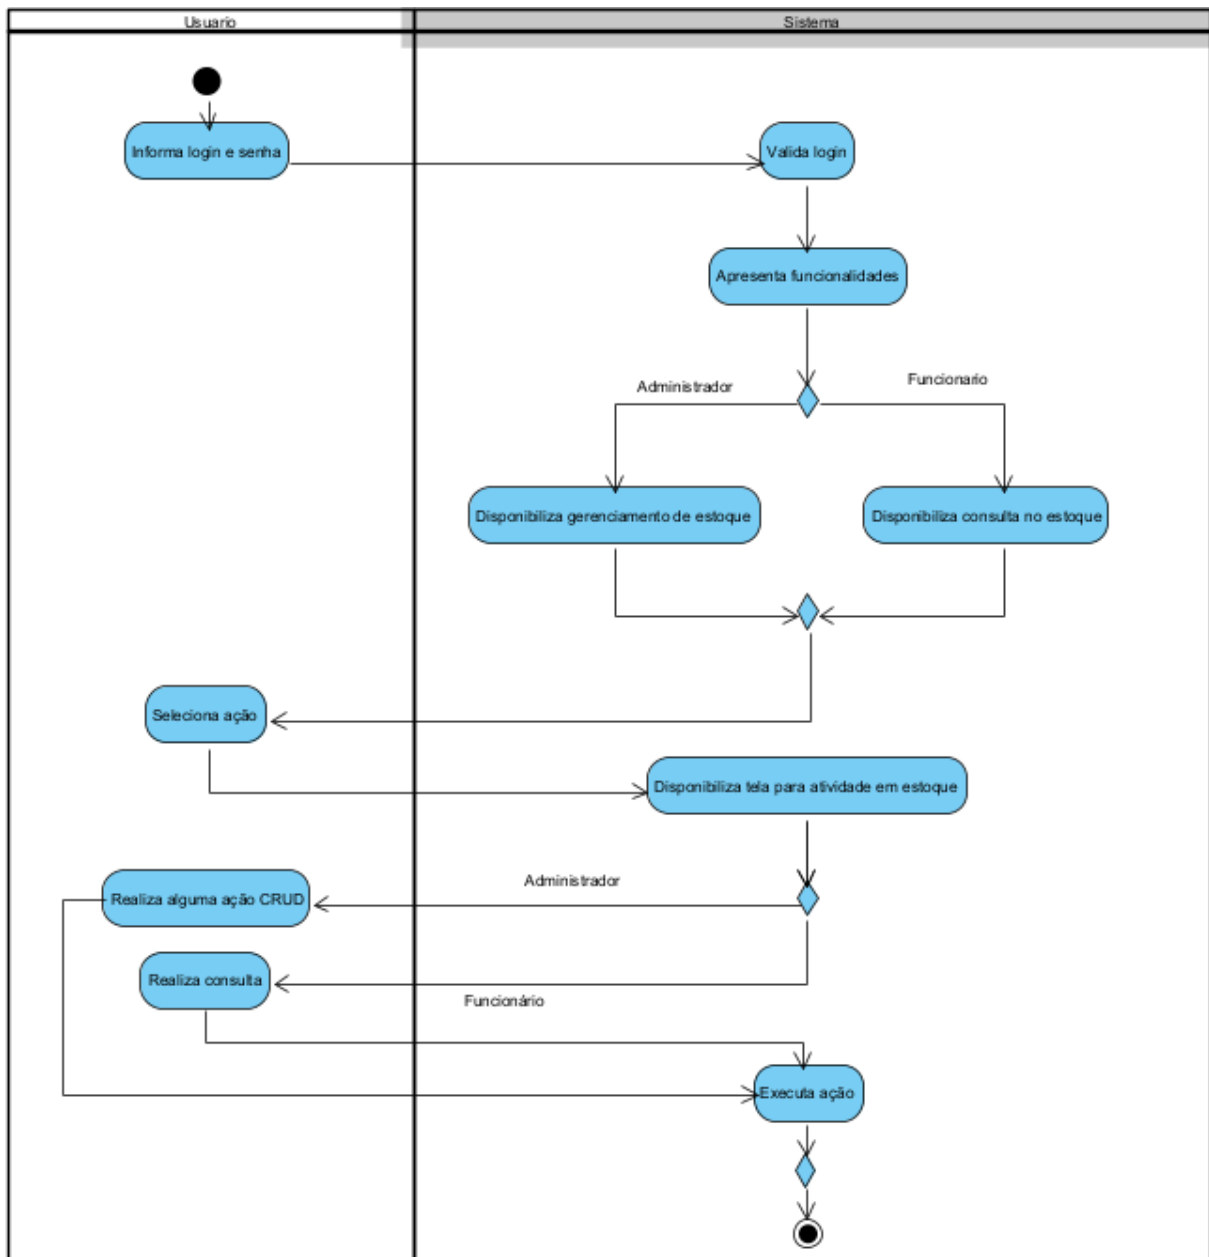 Usuario
Sistema
Informa login e senha
Valida login
Apresenta funcionalidades
Administrador
Funcionario
Disponibiliza gerenciamento de estoque
Disponibiliza consulta no estoque
Seleciona ação
Disponibiliza tela para atividade em estoque
Administrador
Realiza alguma ação CRUD
Realiza consulta
Funcionário
Executa ação